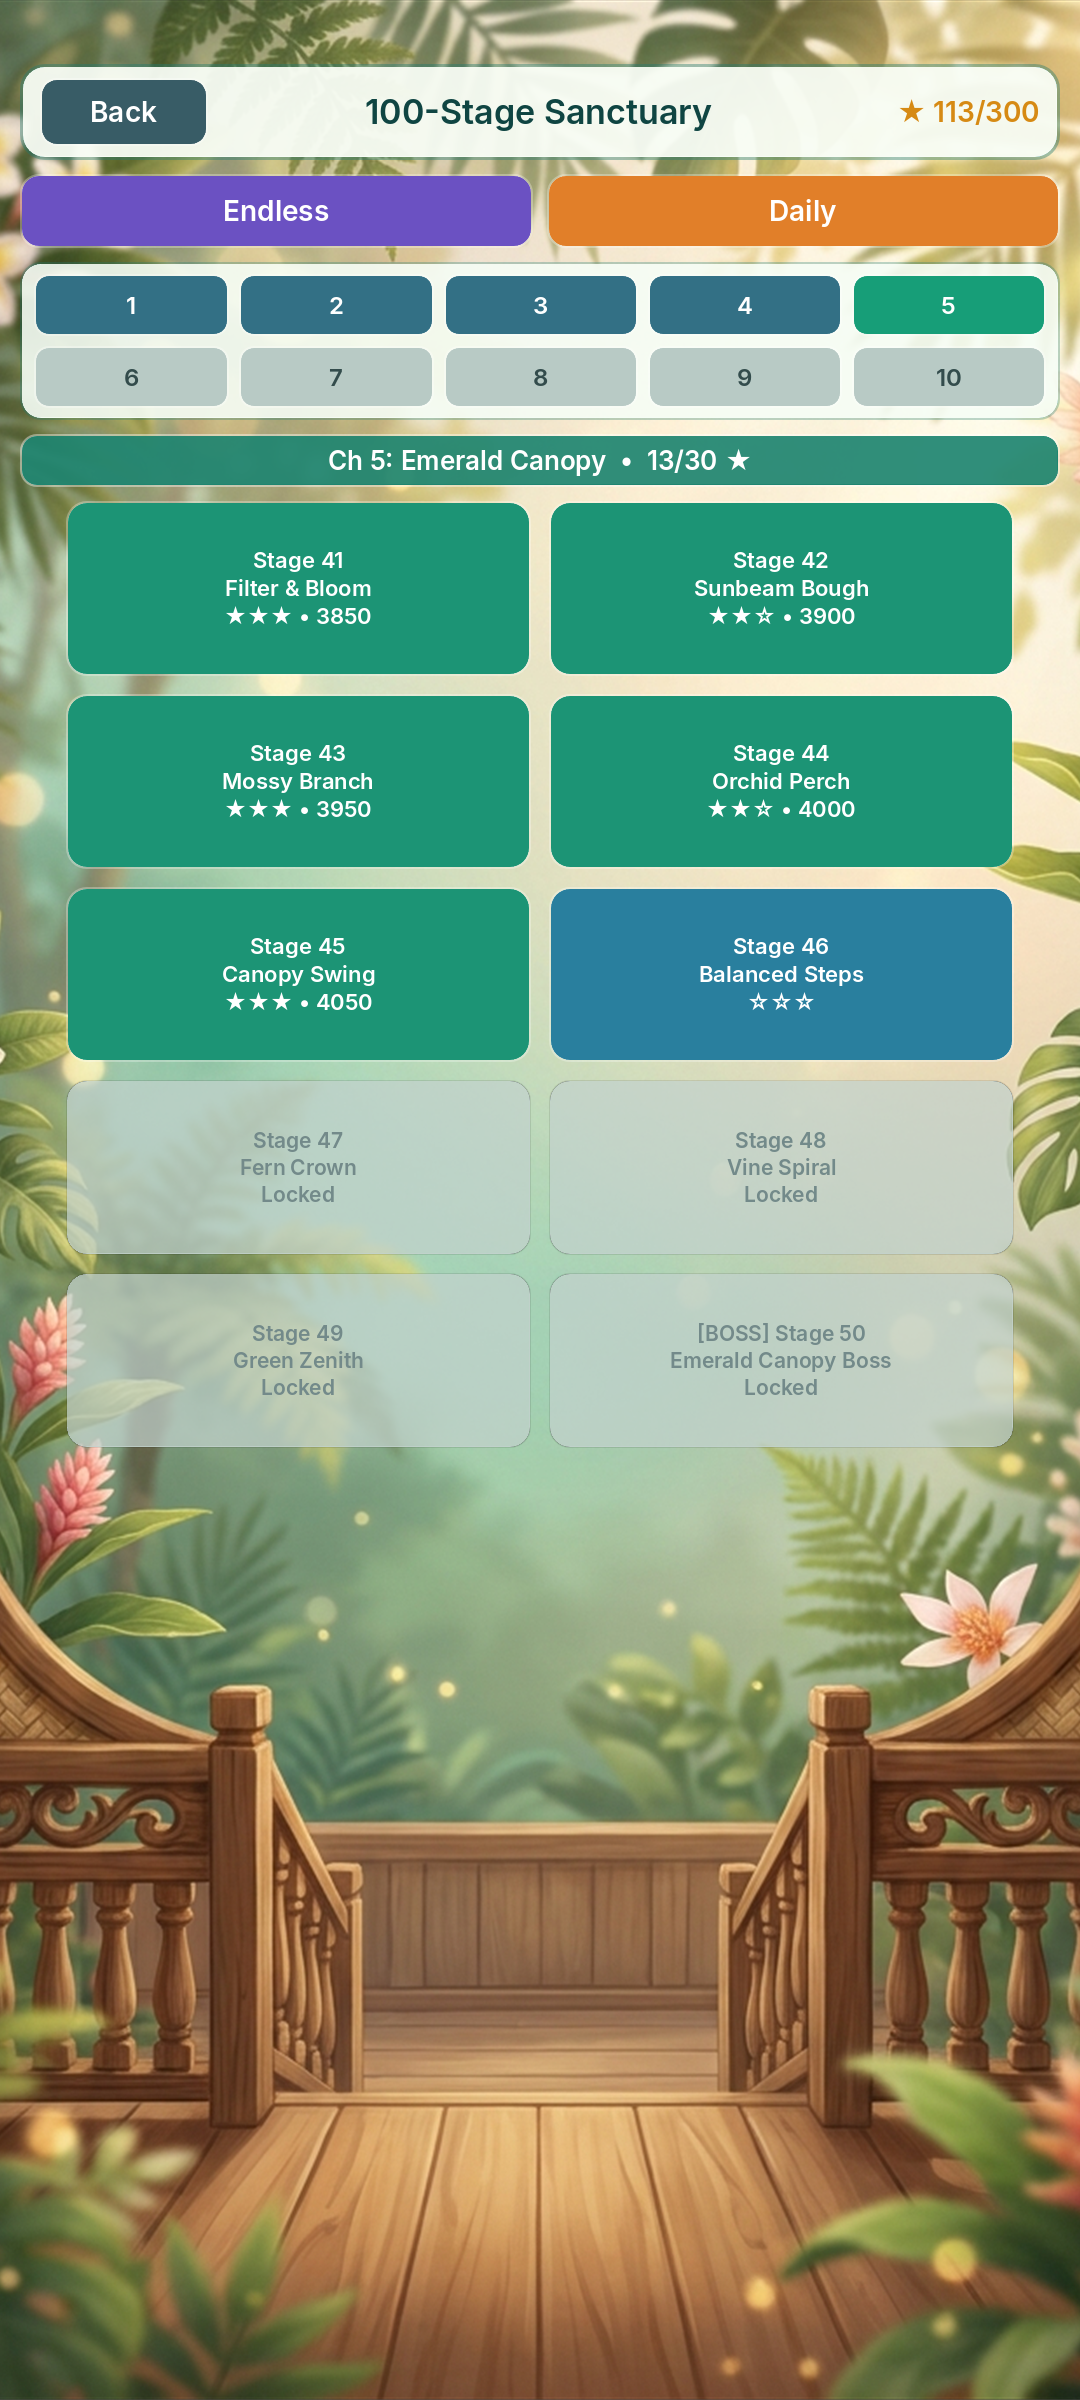 Back
100-Stage Sanctuary
★ 113/300
Endless
Daily
1
2
3
4
5
6
7
8
9
10
Ch 5: Emerald Canopy • 13/30 ★
Stage 41
Filter & Bloom
★★★ • 3850
Stage 42
Sunbeam Bough
★★☆ • 3900
Stage 43
Mossy Branch
★★★ • 3950
Stage 44
Orchid Perch
★★☆ • 4000
Stage 45
Canopy Swing
★★★ • 4050
Stage 46
Balanced Steps
☆☆☆
Stage 47
Fern Crown
Locked
Stage 48
Vine Spiral
Locked
Stage 49
Green Zenith
Locked
[BOSS] Stage 50
Emerald Canopy Boss
Locked